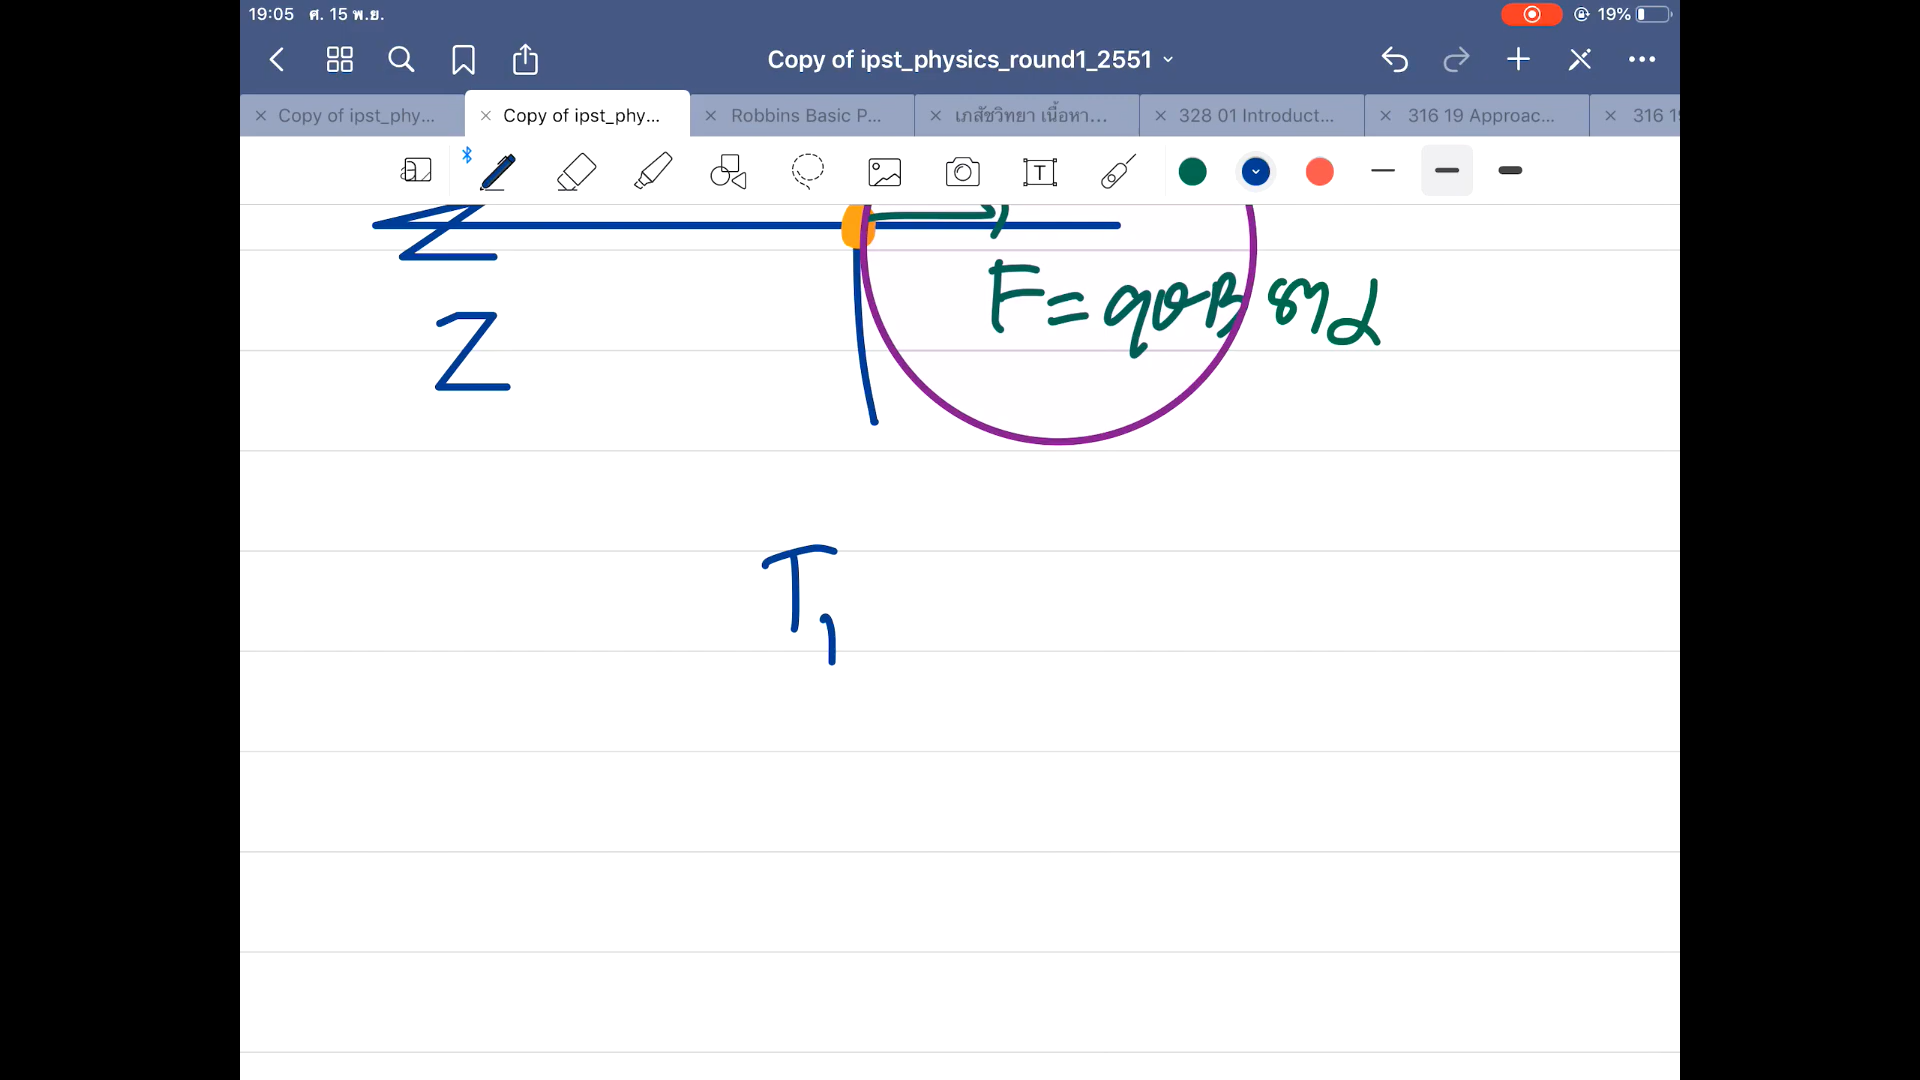 19:05 ศ. 15 พ.ย. 19%
Copy of ipst_physics_round1_2551
Copy of ipst_phy... Copy of ipst_phy... Robbins Basic P... เภสัชวิทยา เนื้อหา... 328 01 Introduct... 316 19 Approac... 316 19
T
Z
F = qvB sin α
Z
T1